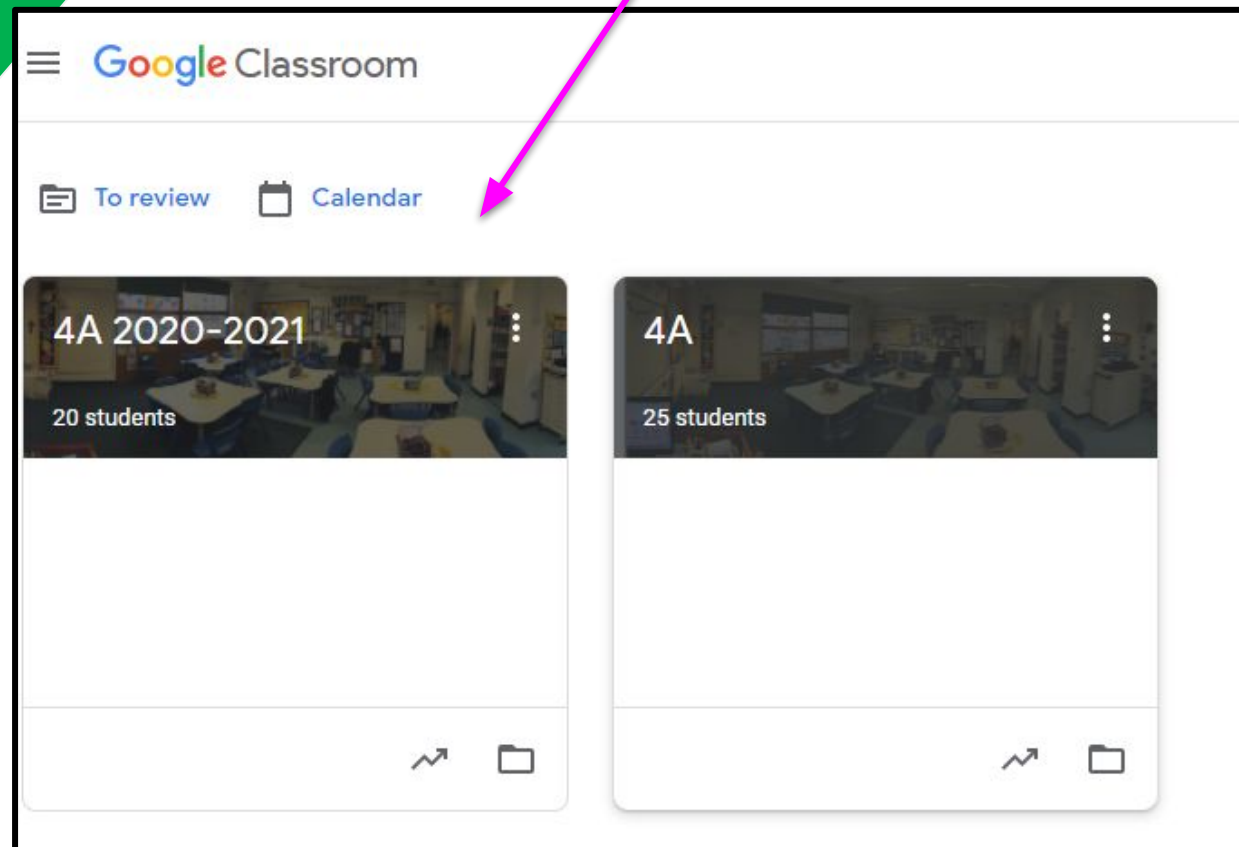 Google Classroom
To review Calendar
4A 2020-2021
20 students
4A
25 students